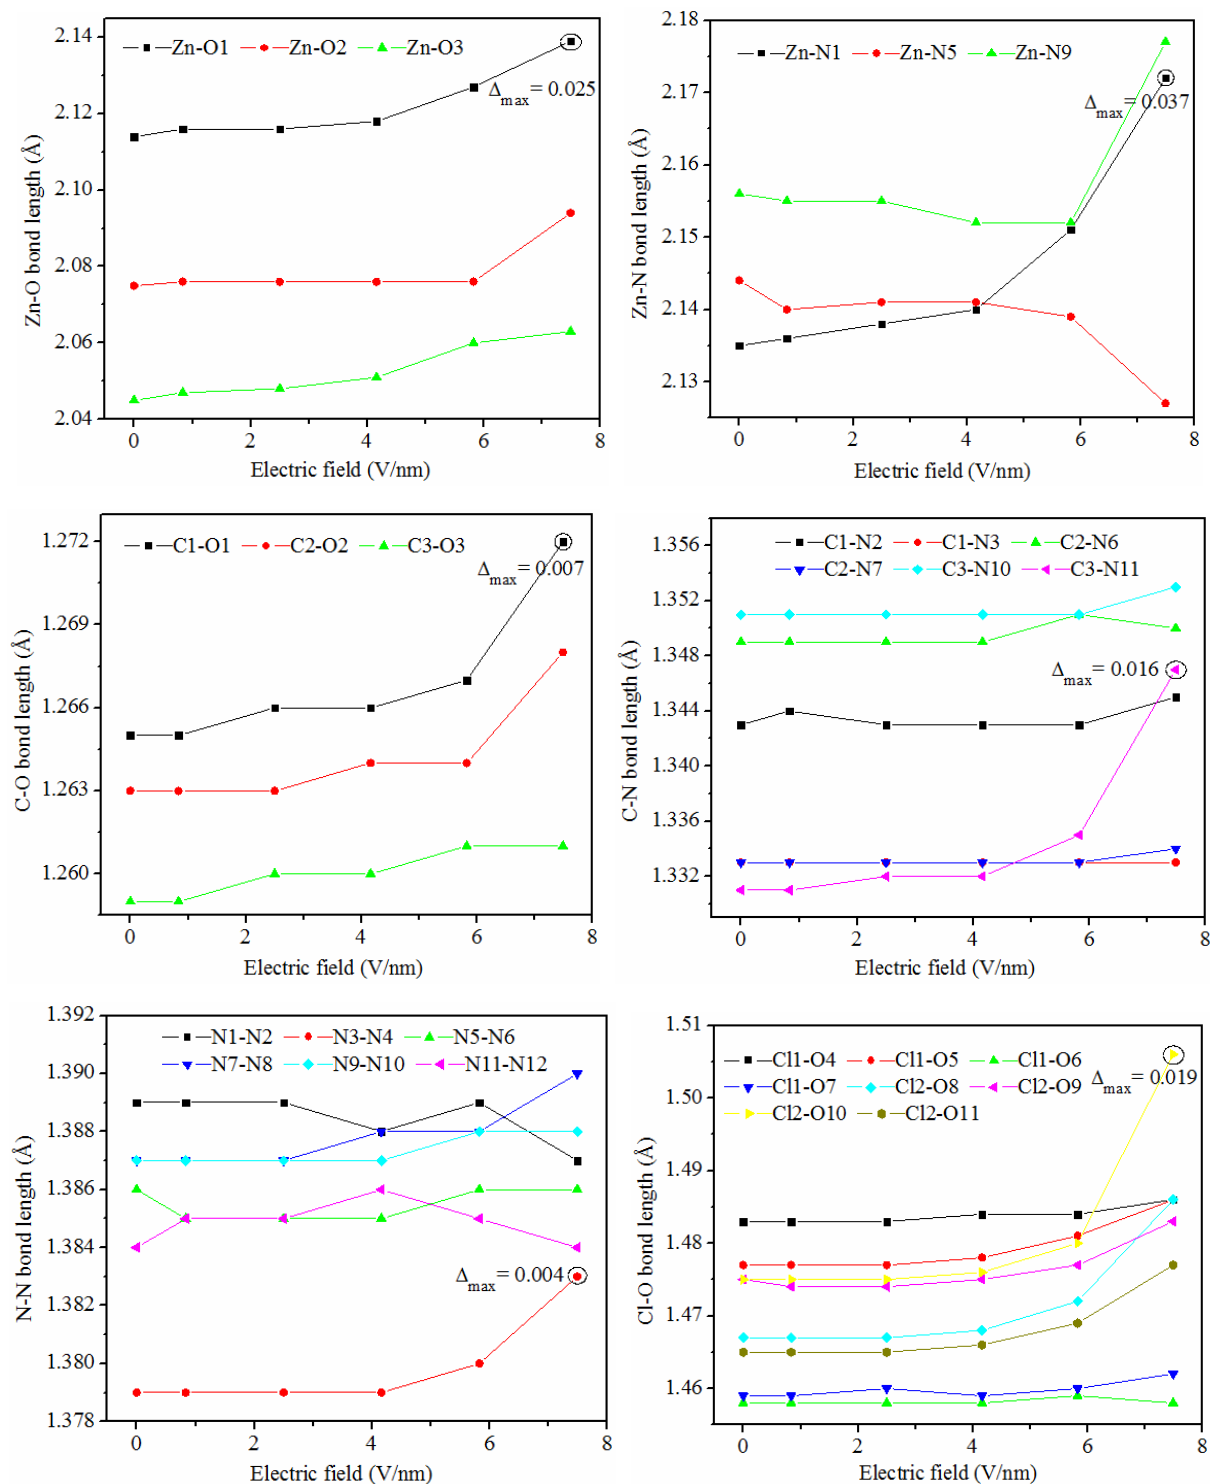 Zn-O1 Zn-O2 Zn-O3
Δmax = 0.025
2.14
2.12
2.10
2.08
2.06
2.04
Zn-O bond length (Å)
0 2 4 6 8
Electric field (V/nm)
Zn-N1 Zn-N5 Zn-N9
Δmax = 0.037
2.18
2.17
2.16
2.15
2.14
2.13
Zn-N bond length (Å)
0 2 4 6 8
Electric field (V/nm)
C1-O1 C2-O2 C3-O3
Δmax = 0.007
1.272
1.269
1.266
1.263
1.260
C-O bond length (Å)
0 2 4 6 8
Electric field (V/nm)
C1-N2 C1-N3 C2-N6
C2-N7 C3-N10 C3-N11
Δmax = 0.016
1.356
1.352
1.348
1.344
1.340
1.336
1.332
C-N bond length (Å)
0 2 4 6 8
Electric field (V/nm)
N1-N2 N3-N4 N5-N6
N7-N8 N9-N10 N11-N12
Δmax = 0.004
1.392
1.390
1.388
1.386
1.384
1.382
1.380
1.378
N-N bond length (Å)
0 2 4 6 8
Electric field (V/nm)
Cl1-O4 Cl1-O5 Cl1-O6
Cl1-O7 Cl2-O8 Cl2-O9
Cl2-O10 Cl2-O11
Δmax = 0.019
1.51
1.50
1.49
1.48
1.47
1.46
Cl-O bond length (Å)
0 2 4 6 8
Electric field (V/nm)